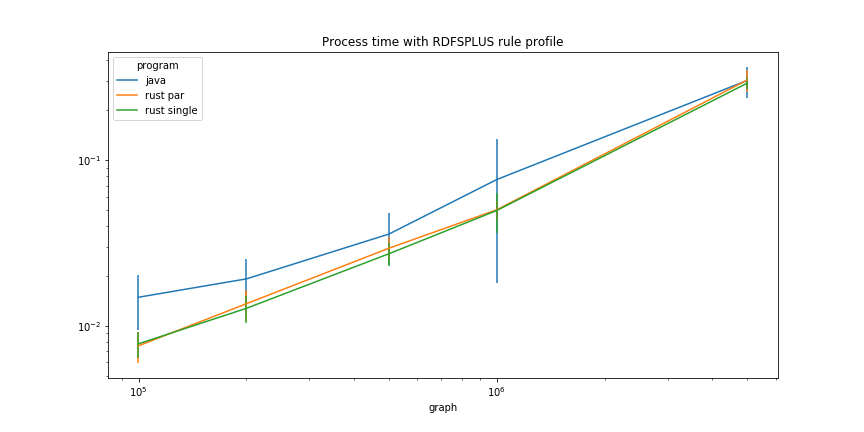 Process time with RDFSPLUS rule profile
program
java
rust par
rust single
10⁻¹
10⁻²
10⁵
10⁶
graph